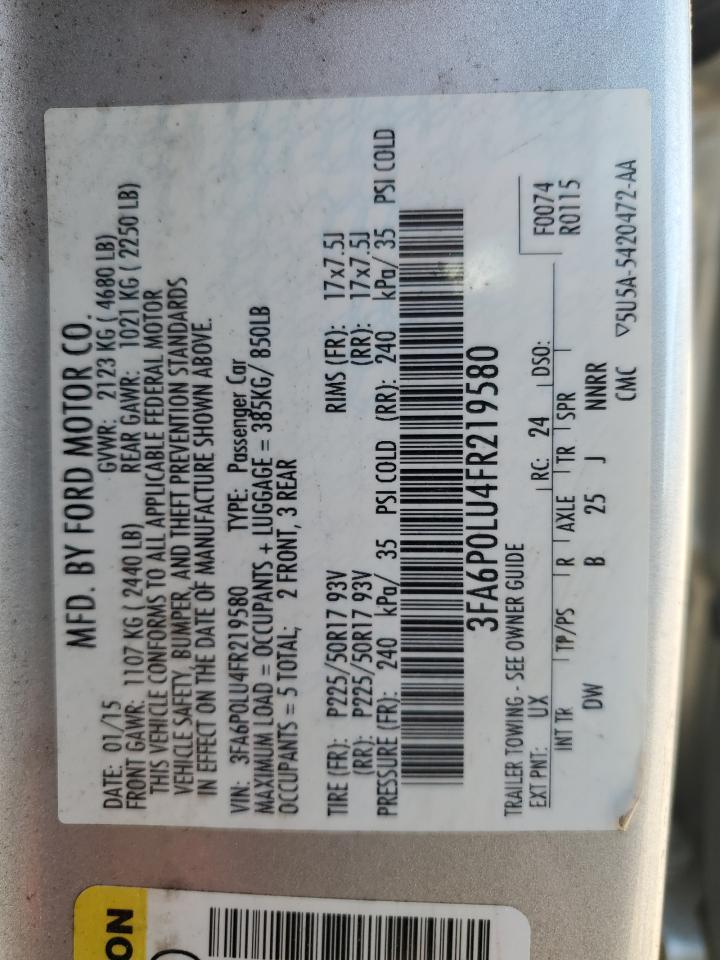 MFD. BY FORD MOTOR CO.
DATE: 01/15 GVWR: 2123 KG ( 4680 LB)
FRONT GAWR: 1107 KG ( 2440 LB) REAR GAWR: 1021 KG ( 2250 LB)
THIS VEHICLE CONFORMS TO ALL APPLICABLE FEDERAL MOTOR
VEHICLE SAFETY, BUMPER, AND THEFT PREVENTION STANDARDS
IN EFFECT ON THE DATE OF MANUFACTURE SHOWN ABOVE.
VIN: 3FA6P0LU4FR219580 TYPE: Passenger Car
MAXIMUM LOAD = OCCUPANTS + LUGGAGE = 385KG/ 850LB
OCCUPANTS = 5 TOTAL; 2 FRONT, 3 REAR
TIRE (FR): P225/50R17 93V RIMS (FR): 17x7.5J
(RR): P225/50R17 93V (RR): 17x7.5J
PRESSURE (FR): 240 kPa/ 35 PSI COLD (RR): 240 kPa/ 35 PSI COLD
3FA6P0LU4FR219580
TRAILER TOWING - SEE OWNER GUIDE
F0074
EXT PNT: UX RC: 24 DSO: R0115
INT TR TP/PS R AXLE TR SPR
DW B 25 J NNRR
CMC ▽5U5A-5420472-AA
ON